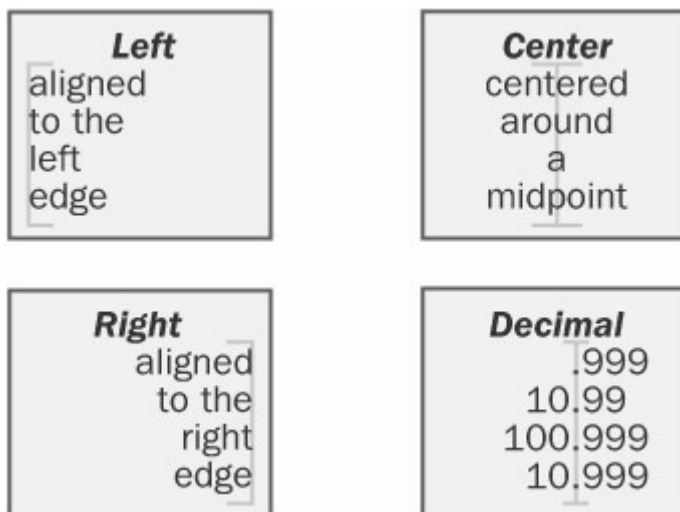 Left
aligned
to the
left
edge
Center
centered
around
a
midpoint
Right
aligned
to the
right
edge
Decimal
.999
10.99
100.999
10.999